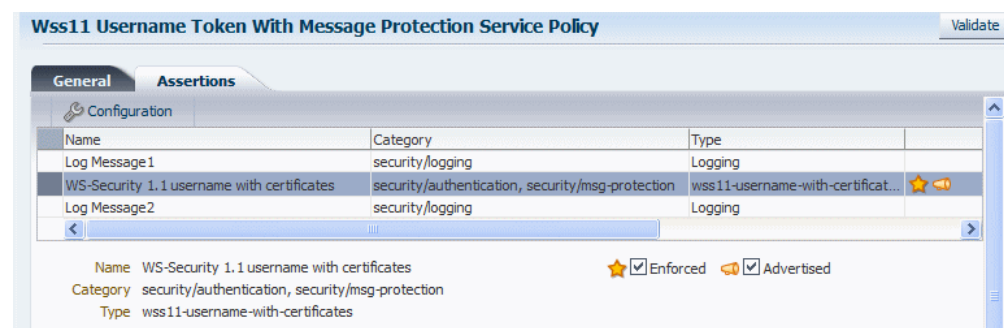 Wss11 Username Token With Message Protection Service Policy
Validate
General
Assertions
Configuration
Name Category Type
Log Message1 security/logging Logging
WS-Security 1.1 username with certificates security/authentication, security/msg-protection wss11-username-with-certificat...
Log Message2 security/logging Logging
Name WS-Security 1.1 username with certificates
Enforced Advertised
Category security/authentication, security/msg-protection
Type wss11-username-with-certificates